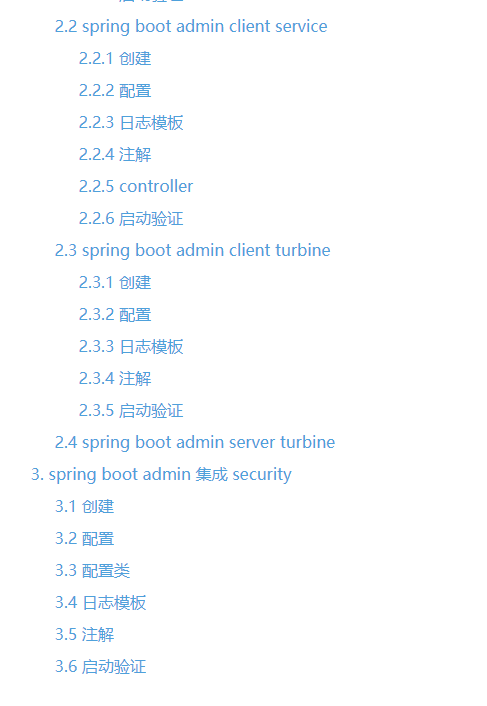 2.2 spring boot admin client service
2.2.1 创建
2.2.2 配置
2.2.3 日志模板
2.2.4 注解
2.2.5 controller
2.2.6 启动验证
2.3 spring boot admin client turbine
2.3.1 创建
2.3.2 配置
2.3.3 日志模板
2.3.4 注解
2.3.5 启动验证
2.4 spring boot admin server turbine
3. spring boot admin 集成 security
3.1 创建
3.2 配置
3.3 配置类
3.4 日志模板
3.5 注解
3.6 启动验证